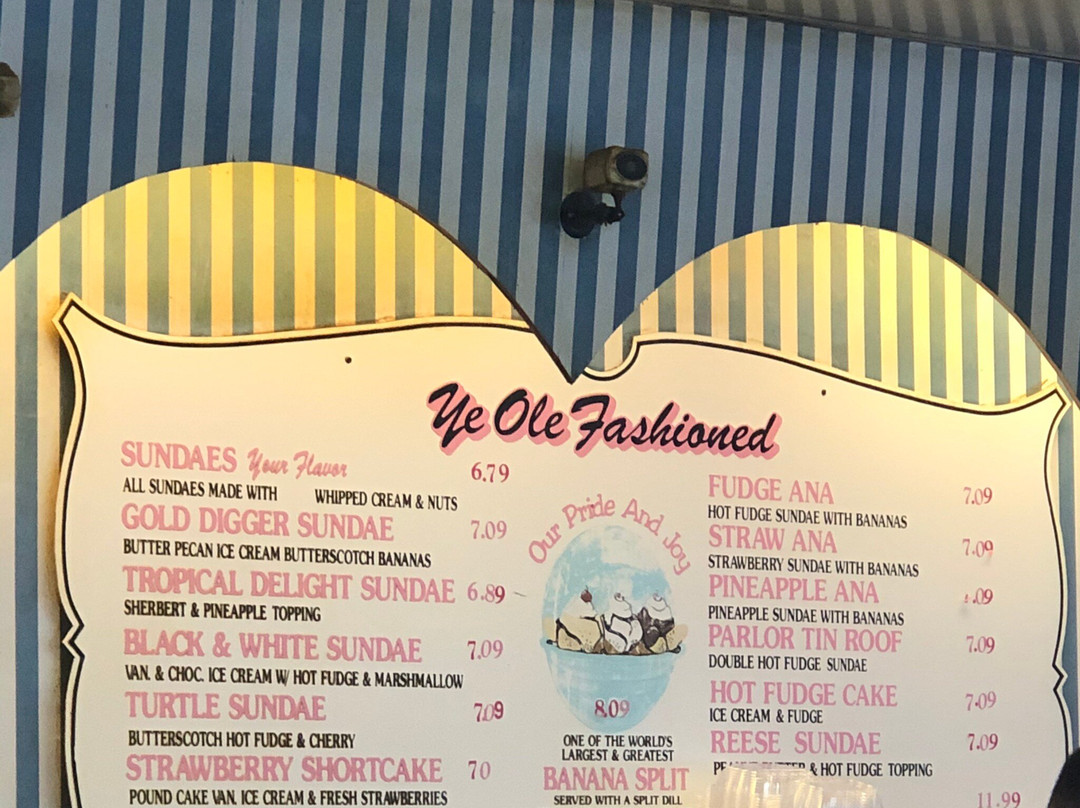 Ye Ole Fashioned
SUNDAES Your Flavor 6.79
ALL SUNDAES MADE WITH WHIPPED CREAM & NUTS
GOLD DIGGER SUNDAE 7.09
BUTTER PECAN ICE CREAM BUTTERSCOTCH BANANAS
TROPICAL DELIGHT SUNDAE 6.89
SHERBERT & PINEAPPLE TOPPING
BLACK & WHITE SUNDAE 7.09
VAN. & CHOC. ICE CREAM W/ HOT FUDGE & MARSHMALLOW
TURTLE SUNDAE 7.09
BUTTERSCOTCH HOT FUDGE & CHERRY
STRAWBERRY SHORTCAKE 70
POUND CAKE VAN. ICE CREAM & FRESH STRAWBERRIES
Our Pride And Joy
8.09
ONE OF THE WORLD'S
LARGEST & GREATEST
BANANA SPLIT
SERVED WITH A SPLIT DILL
FUDGE ANA 7.09
HOT FUDGE SUNDAE WITH BANANAS
STRAW ANA 7.09
STRAWBERRY SUNDAE WITH BANANAS
PINEAPPLE ANA .09
PINEAPPLE SUNDAE WITH BANANAS
PARLOR TIN ROOF 7.09
DOUBLE HOT FUDGE SUNDAE
HOT FUDGE CAKE 7.09
ICE CREAM & FUDGE
REESE SUNDAE 7.09
& HOT FUDGE TOPPING
11.99